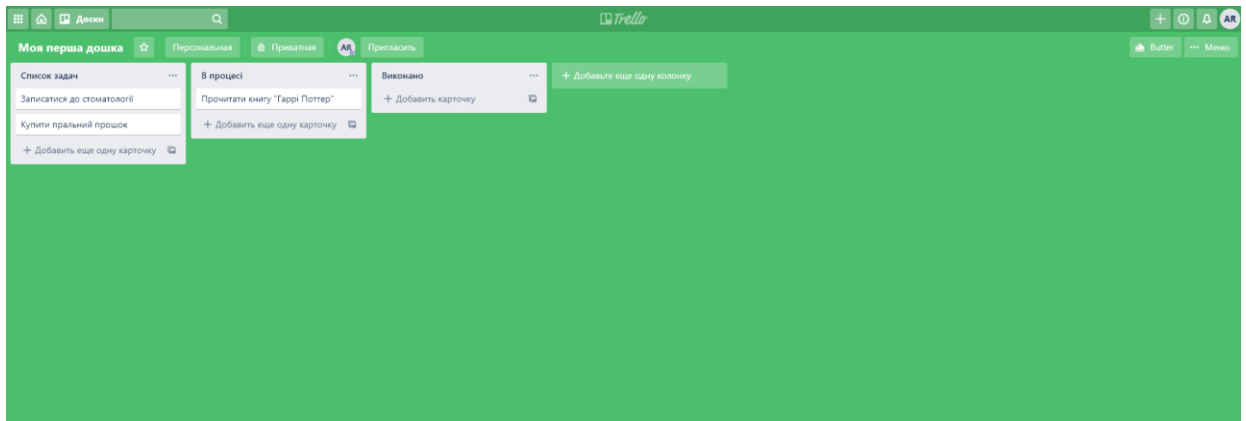 Доски
Trello
AR
Моя перша дошка
Персональная
Приватная
AR
Пригласить
Butler
Меню
Список задач
Записатися до стоматології
Купити пральний прошок
Добавить еще одну карточку
В процесі
Прочитати книгу "Гаррі Поттер"
Добавить еще одну карточку
Виконано
Добавить карточку
Добавьте еще одну колонку